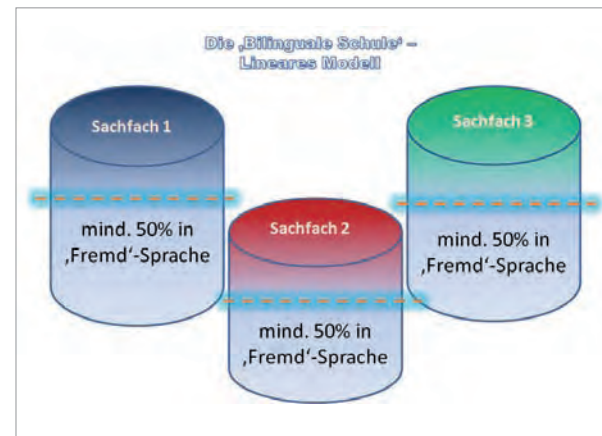 Die ‚Bilinguale Schule‘ –
Lineares Modell
Sachfach 1
mind. 50% in
‚Fremd‘-Sprache
Sachfach 2
mind. 50% in
‚Fremd‘-Sprache
Sachfach 3
mind. 50% in
‚Fremd‘-Sprache